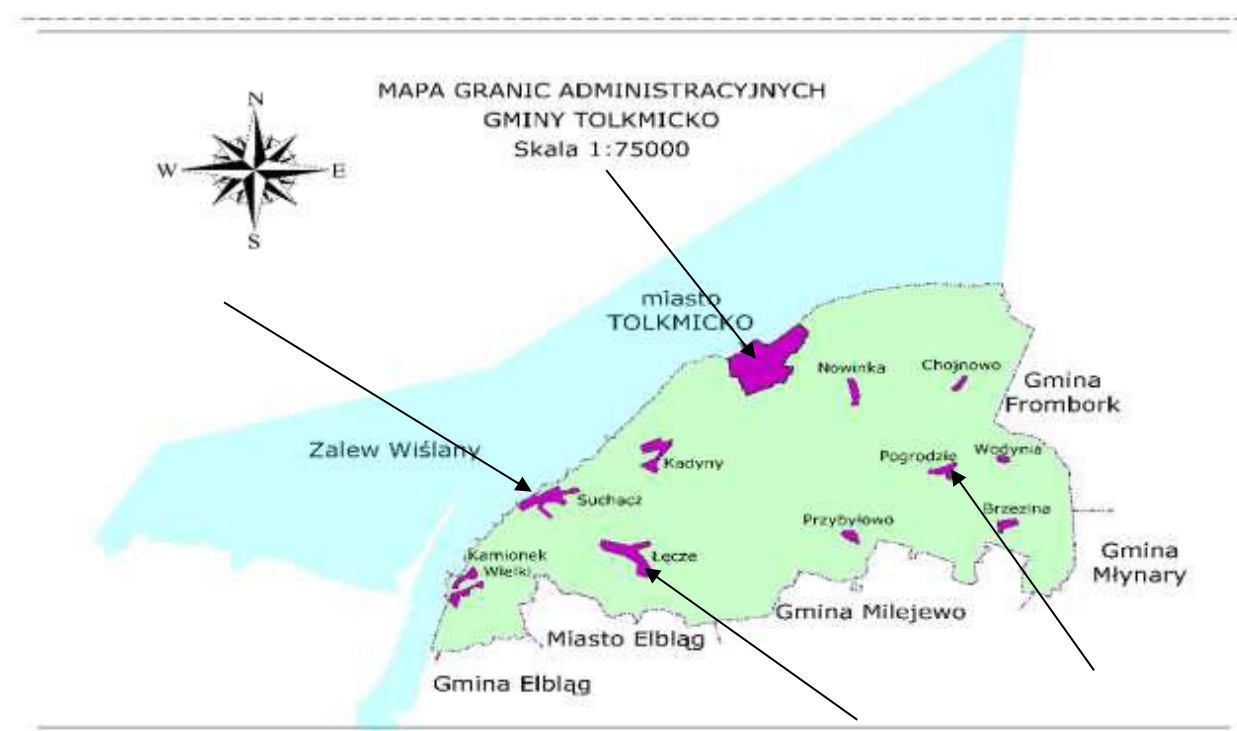 MAPA GRANIC ADMINISTRACYJNYCH
GMINY TOLKMICKO
Skala 1:75000
N
W
E
S
miasto
TOLKMICKO
Nowinka
Chojnowo
Gmina
Frombork
Zalew Wiślany
Kadyny
Pogrodzie
Wodynia
Suchacz
Przybyłowo
Brzezina
Kamionek
Wielki
Łęcze
Gmina
Młynary
Gmina Milejewo
Miasto Elbląg
Gmina Elbląg